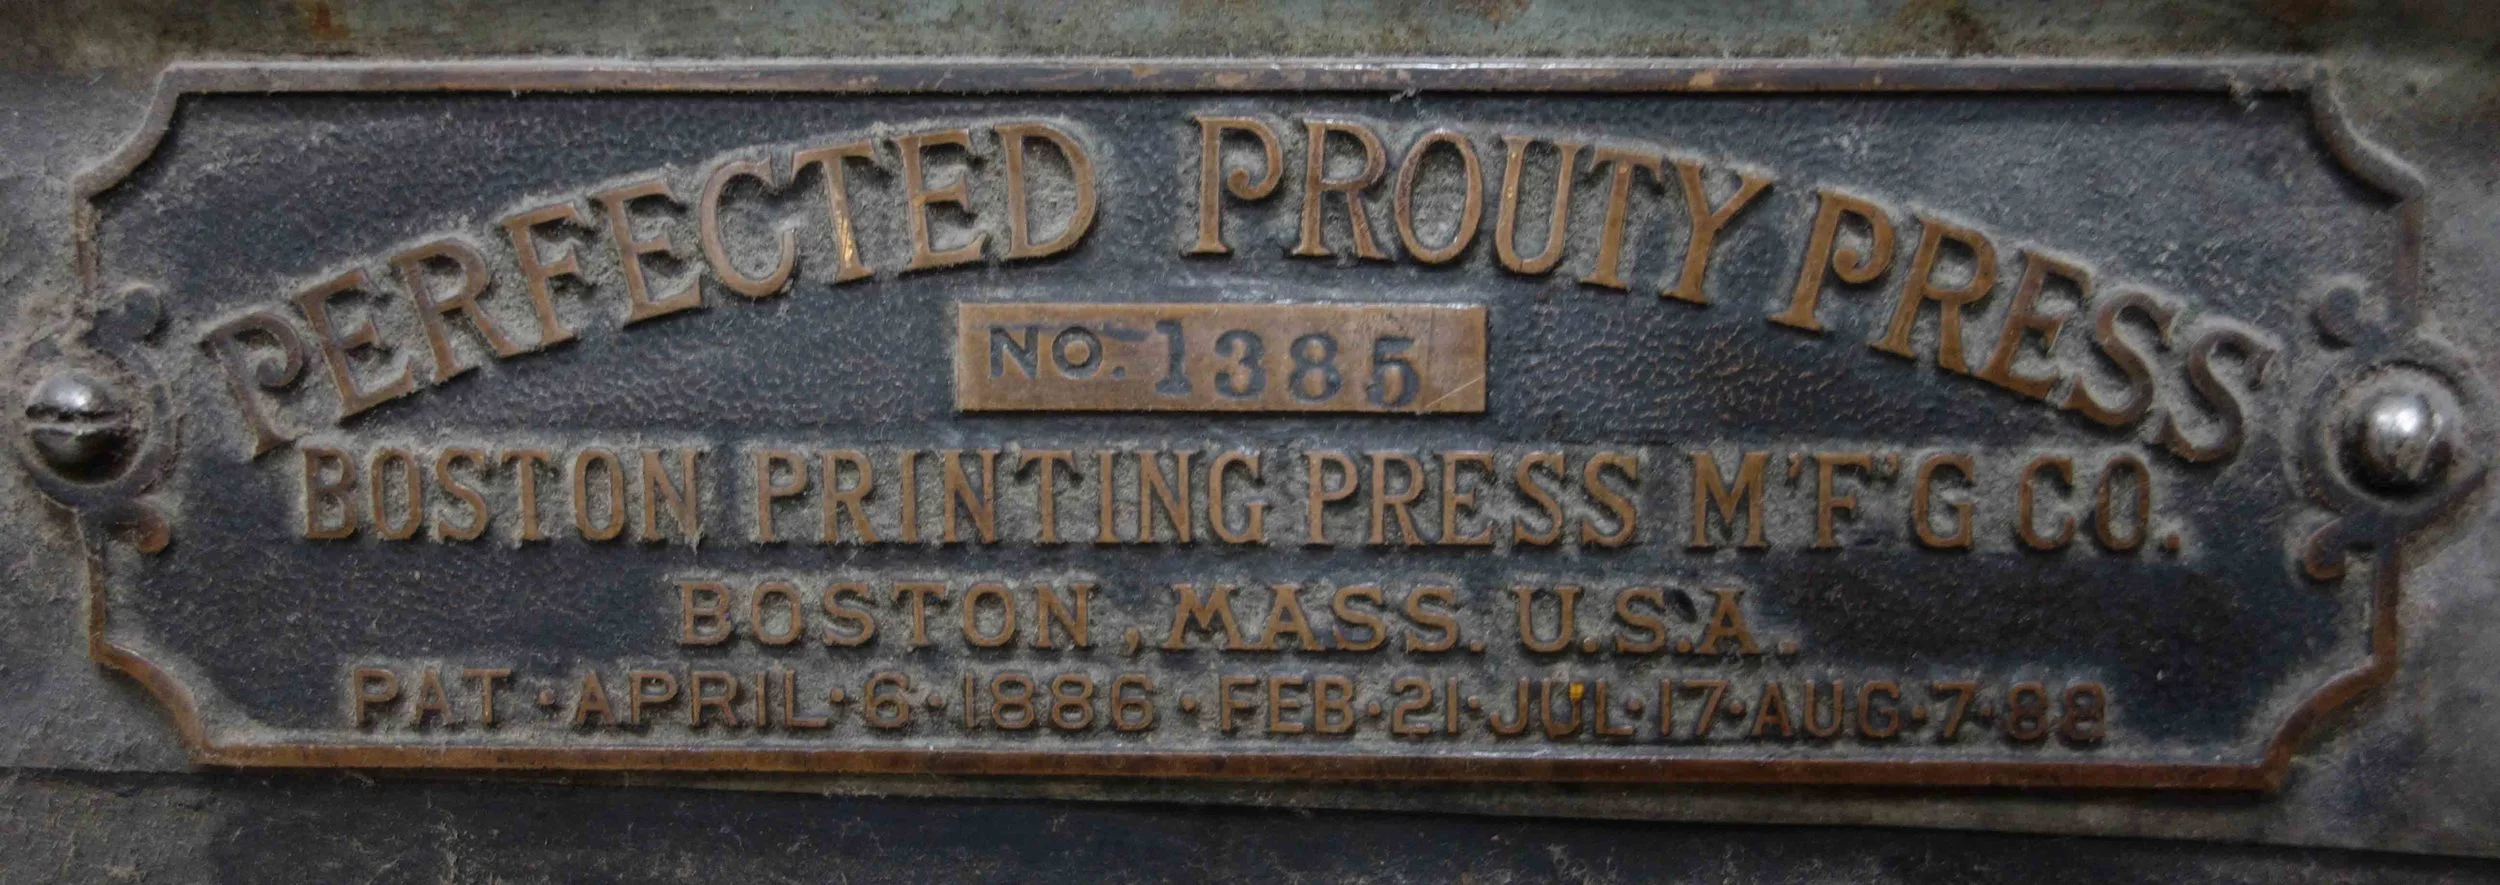 PERFECTED PROUTY PRESS
NO. 1385
BOSTON PRINTING PRESS M'F'G CO.
BOSTON, MASS. U.S.A.
PAT · APRIL · 6 · 1886 · FEB · 21 · JUL · 17 · AUG · 7 · 88